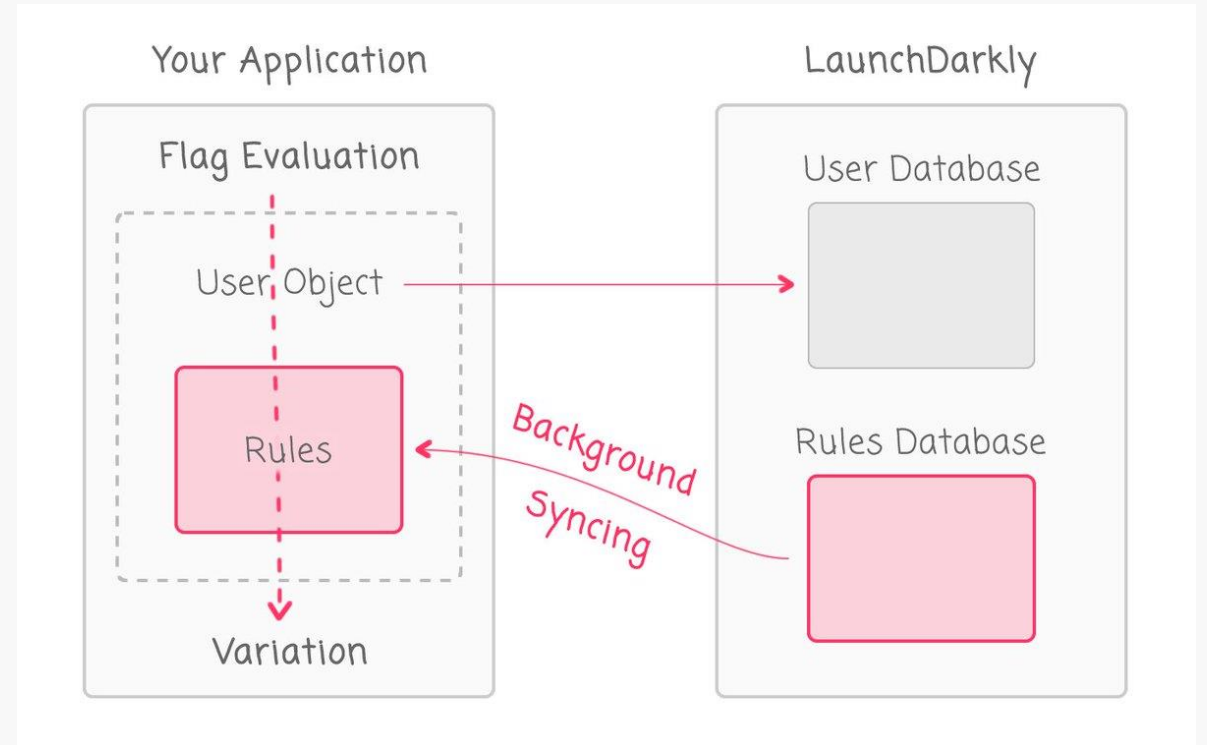 Your Application
LaunchDarkly
Flag Evaluation
User Object
Rules
Variation
Background
Syncing
User Database
Rules Database